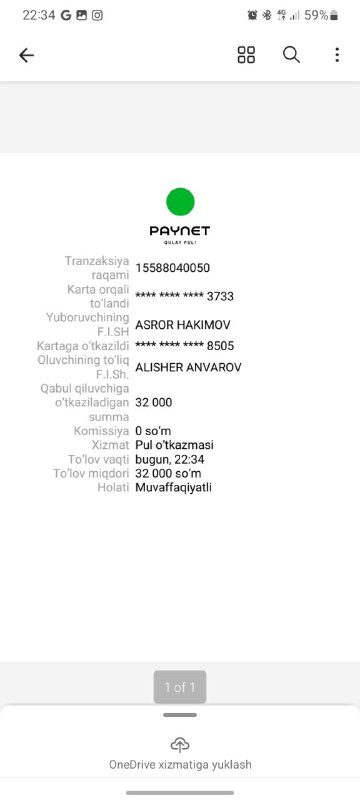 22:34
4G 59%
PAYNET
QULAY PUL!
Tranzaksiya raqami 15588040050
Karta orqali to'landi **** **** **** 3733
Yuboruvchining F.I.SH ASROR HAKIMOV
Kartaga o'tkazildi **** **** **** 8505
Oluvchining to'liq F.I.Sh. ALISHER ANVAROV
Qabul qiluvchiga o'tkaziladigan summa 32 000
Komissiya 0 so'm
Xizmat Pul o'tkazmasi
To'lov vaqti bugun, 22:34
To'lov miqdori 32 000 so'm
Holati Muvaffaqiyatli
1 of 1
OneDrive xizmatiga yuklash